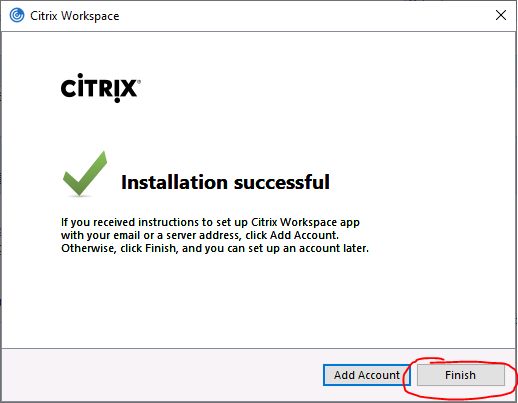 Citrix Workspace
CiTRIX®
Installation successful
If you received instructions to set up Citrix Workspace app
with your email or a server address, click Add Account.
Otherwise, click Finish, and you can set up an account later.
Add Account
Finish